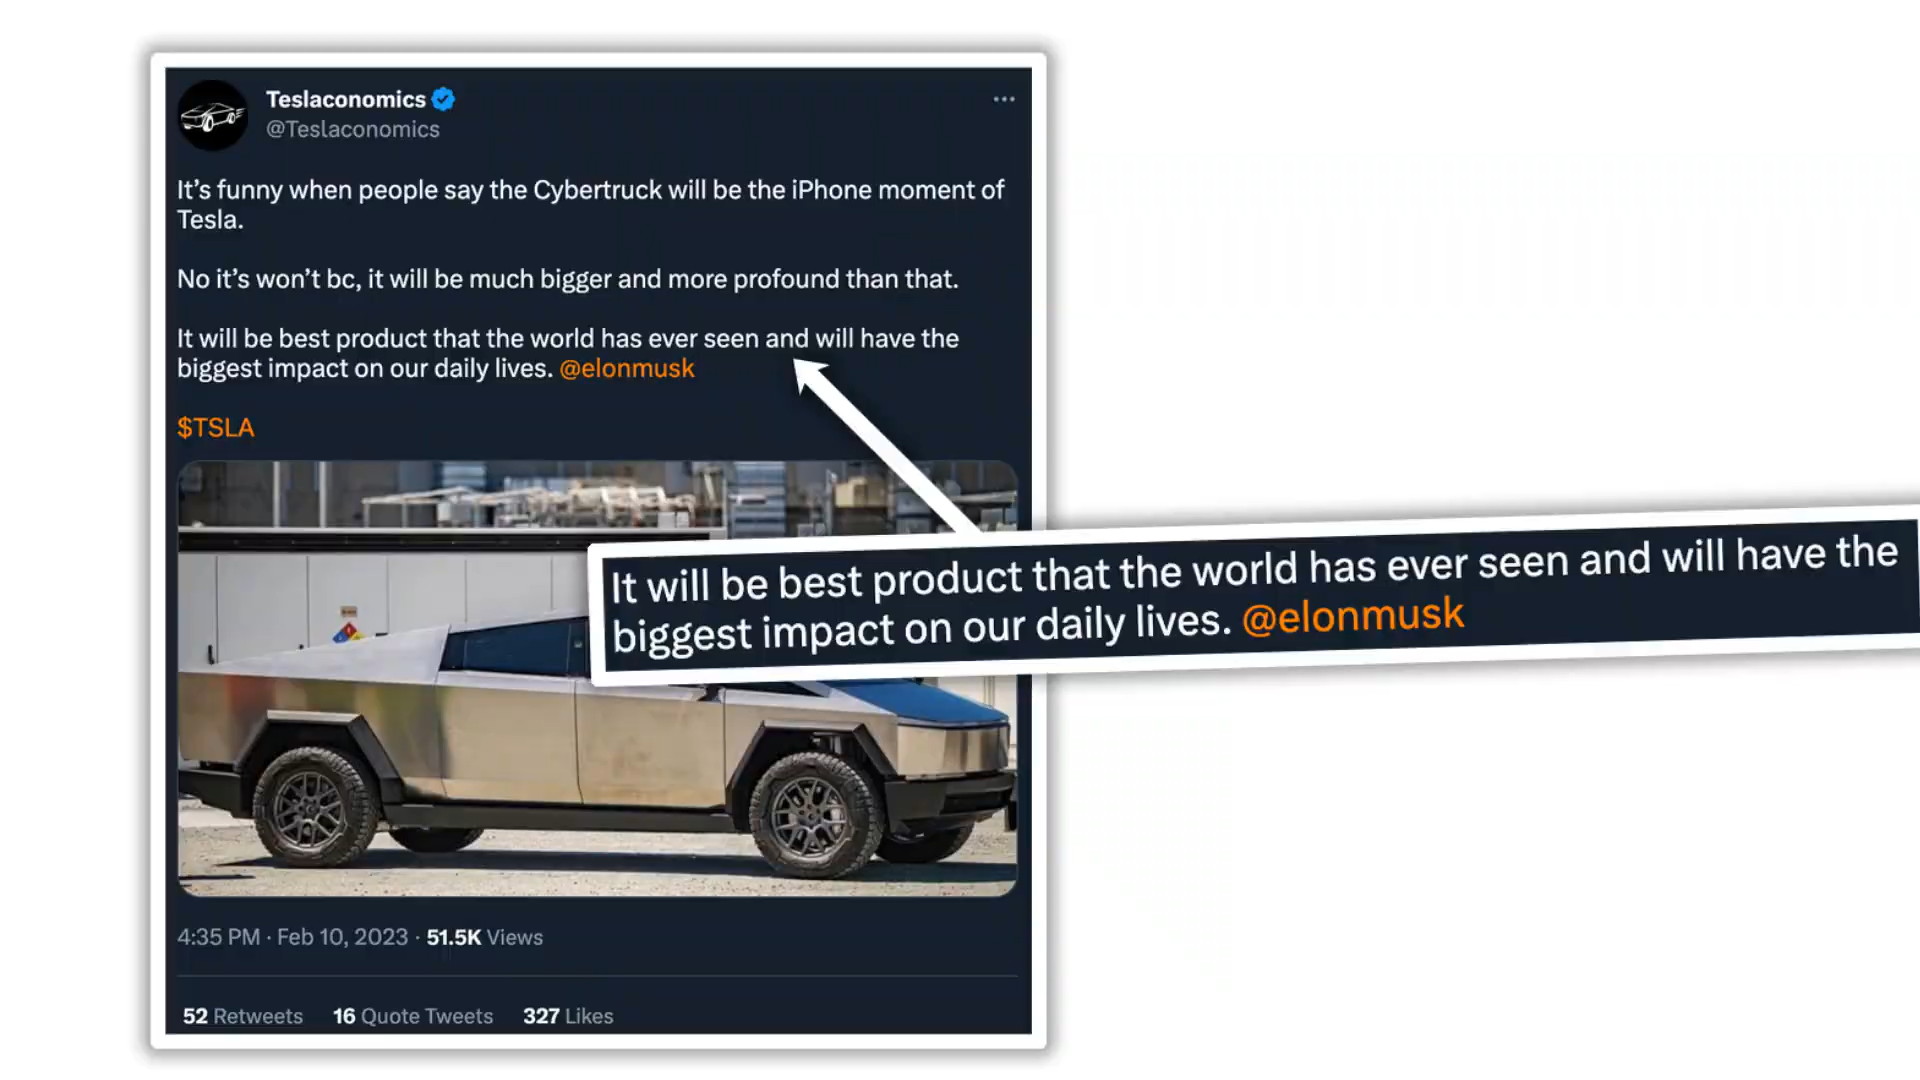 Teslaconomics
@Teslaconomics
It’s funny when people say the Cybertruck will be the iPhone moment of
Tesla.
No it’s won’t bc, it will be much bigger and more profound than that.
It will be best product that the world has ever seen and will have the
biggest impact on our daily lives. @elonmusk
$TSLA
It will be best product that the world has ever seen and will have the
biggest impact on our daily lives. @elonmusk
4:35 PM · Feb 10, 2023 · 51.5K Views
52 Retweets 16 Quote Tweets 327 Likes